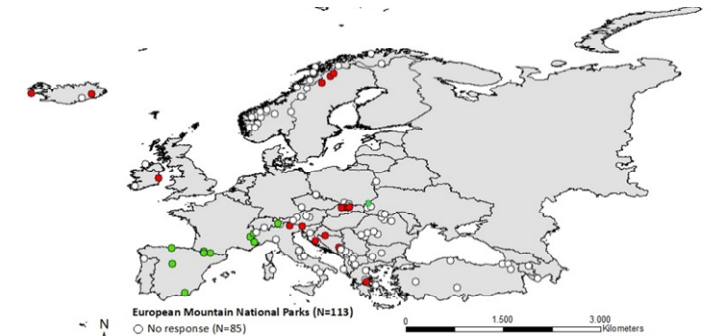 European Mountain National Parks (N=113)
No response (N=85)
N
0 1.500 3.000
Kilometers